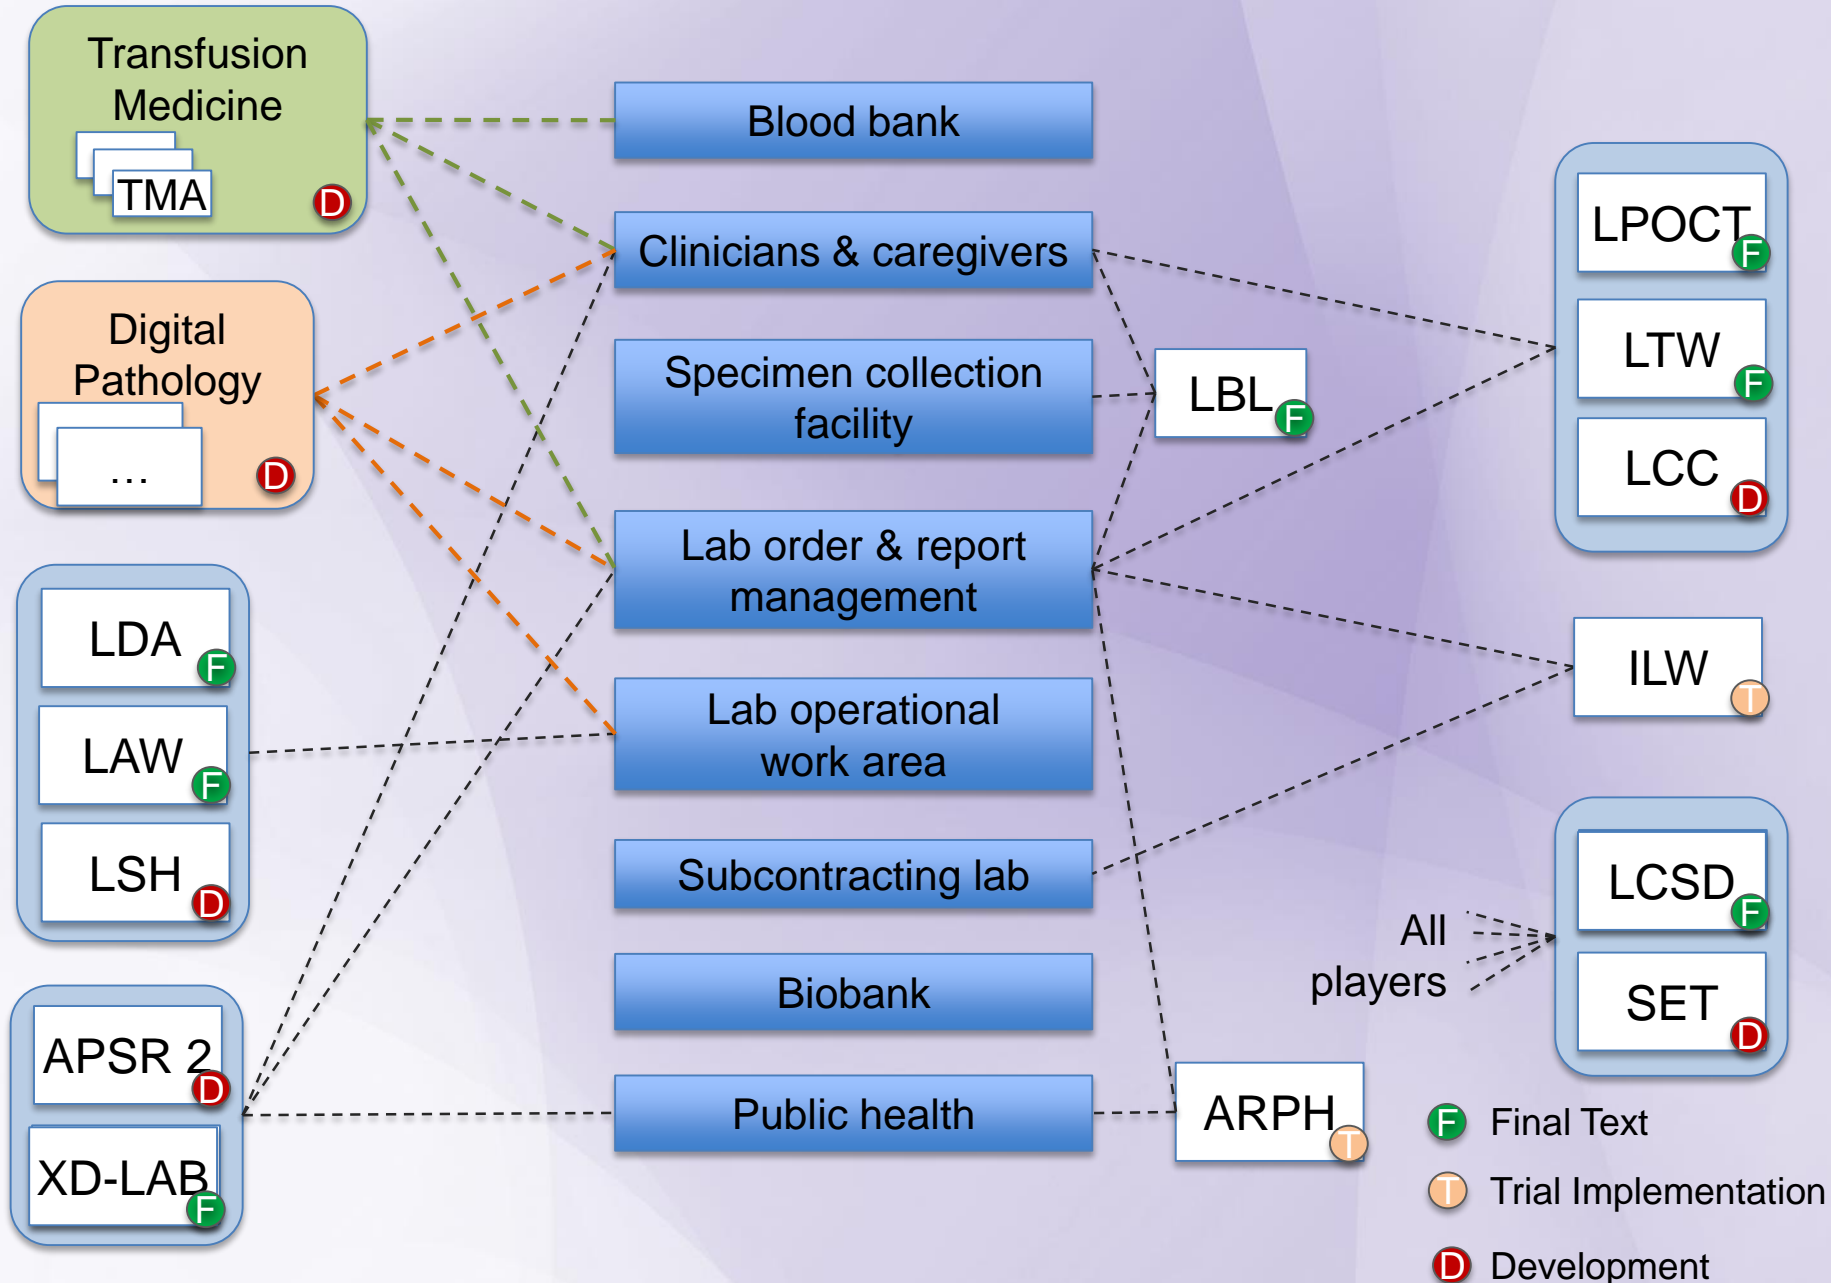 Transfusion
Medicine
TMA
D
Digital
Pathology
...
D
LDA
F
LAW
F
LSH
D
APSR 2
D
XD-LAB
F
Blood bank
Clinicians & caregivers
Specimen collection
facility
Lab order & report
management
Lab operational
work area
Subcontracting lab
Biobank
Public health
LBL
F
ARPH
T
LPOCT
F
LTW
F
LCC
D
ILW
T
All
players
LCSD
F
SET
D
F Final Text
T Trial Implementation
D Development